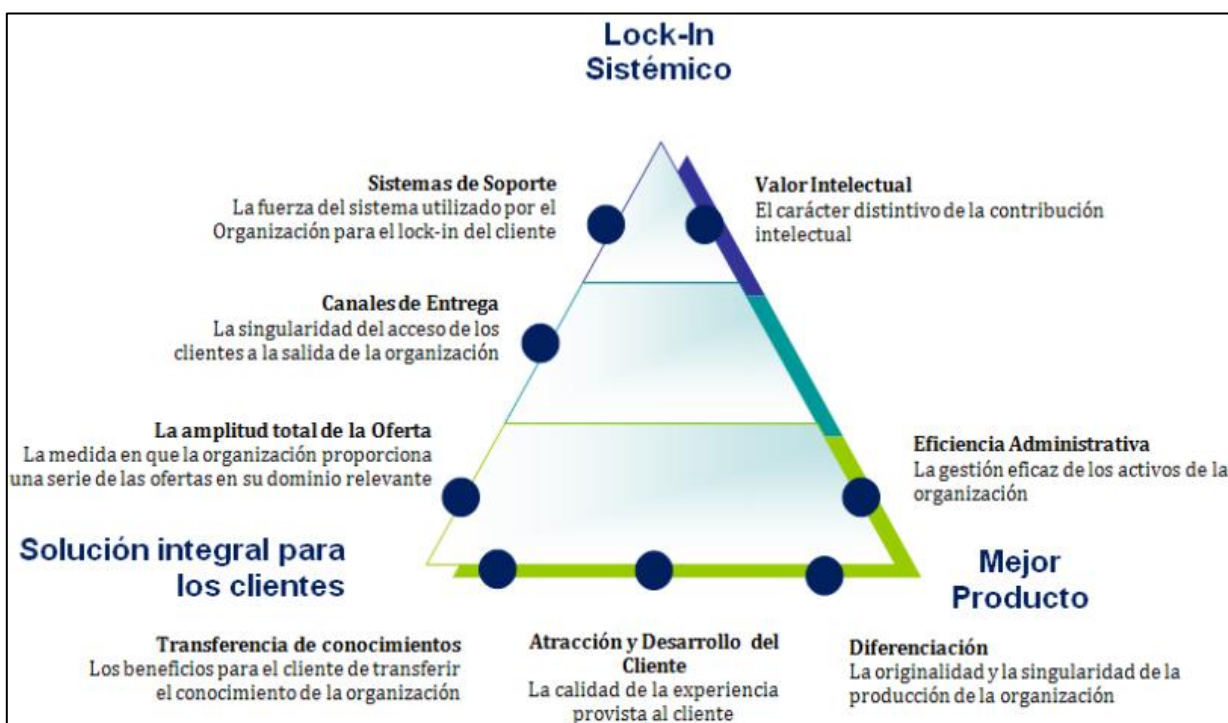 Lock-In
Sistémico
Sistemas de Soporte
La fuerza del sistema utilizado por el
Organización para el lock-in del cliente
Valor Intelectual
El carácter distintivo de la contribución
intelectual
Canales de Entrega
La singularidad del acceso de los
clientes a la salida de la organización
La amplitud total de la Oferta
La medida en que la organización proporciona
una serie de las ofertas en su dominio relevante
Eficiencia Administrativa
La gestión eficaz de los activos de la
organización
Solución integral para
los clientes
Mejor
Producto
Transferencia de conocimientos
Los beneficios para el cliente de transferir
el conocimiento de la organización
Atracción y Desarrollo del
Cliente
La calidad de la experiencia
provista al cliente
Diferenciación
La originalidad y la singularidad de la
producción de la organización